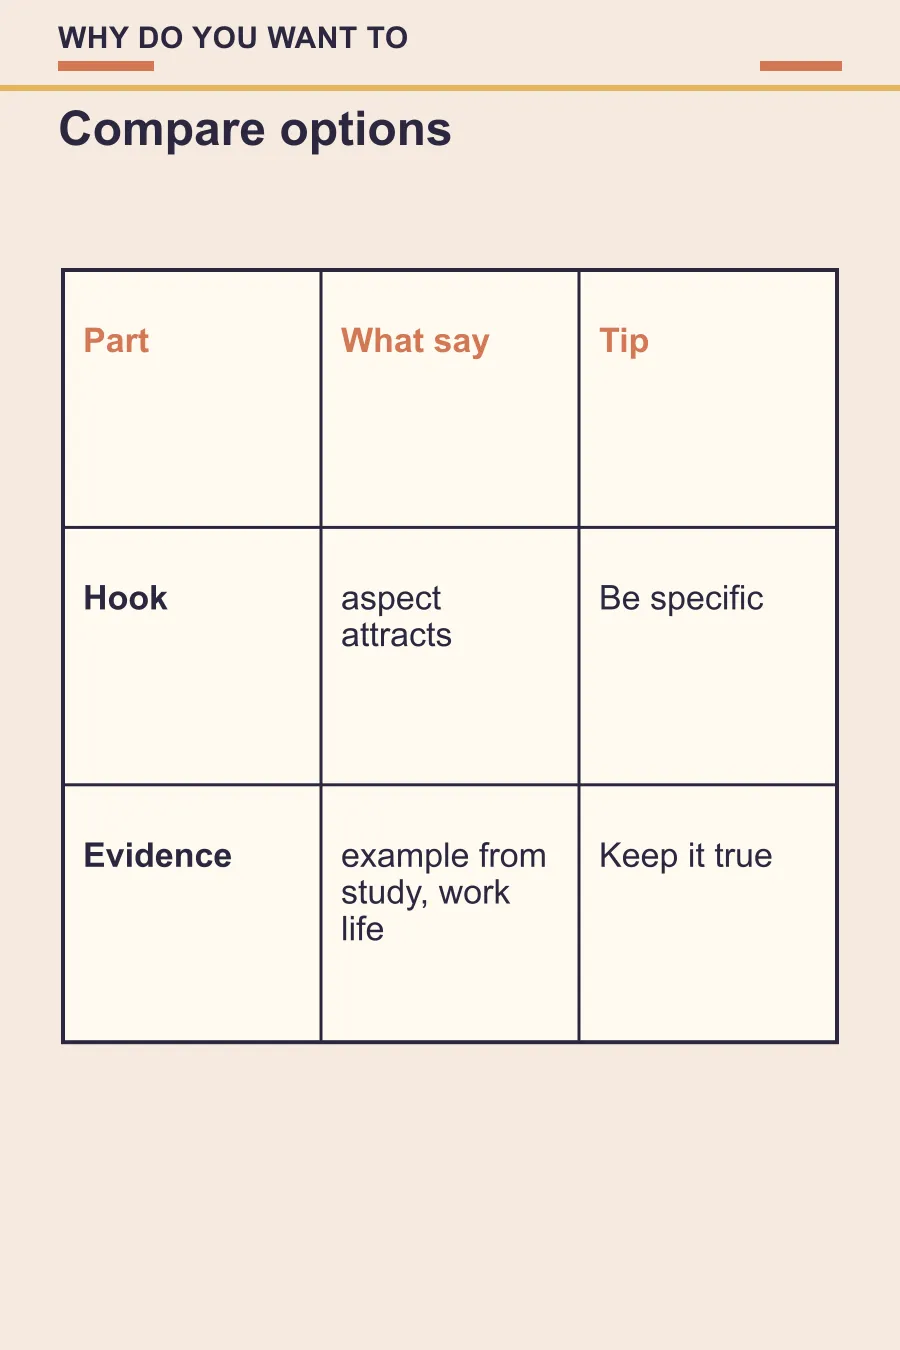 WHY DO YOU WANT TO
Compare options
Part
What say
Tip
Hook
aspect
attracts
Be specific
Evidence
example from
study, work
life
Keep it true